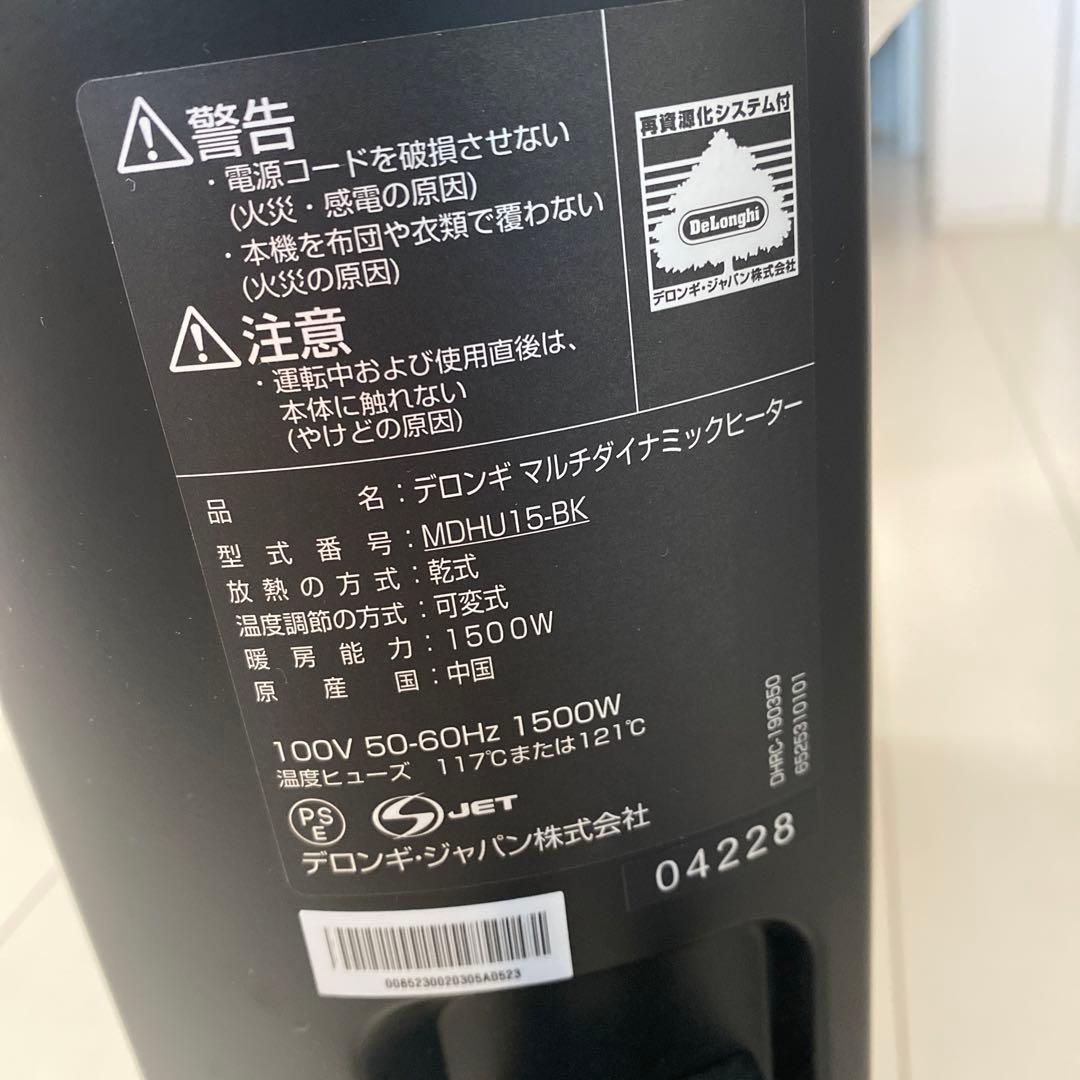 警告
・電源コードを破損させない
(火災・感電の原因)
・本機を布団や衣類で覆わない
(火災の原因)
注意
・運転中および使用直後は、
本体に触れない
(やけどの原因)
再資源化システム付
DeLonghi
デロンギ・ジャパン株式会社
品名：デロンギ マルチダイナミックヒーター
型式番号：MDHU15-BK
放熱の方式：乾式
温度調節の方式：可変式
暖房能力：1500W
原産国：中国
100V 50-60Hz 1500W
温度ヒューズ 117℃または121℃
PSE
JET
デロンギ・ジャパン株式会社
DHRC-190350
6525310101
04228
0085230020305A0523